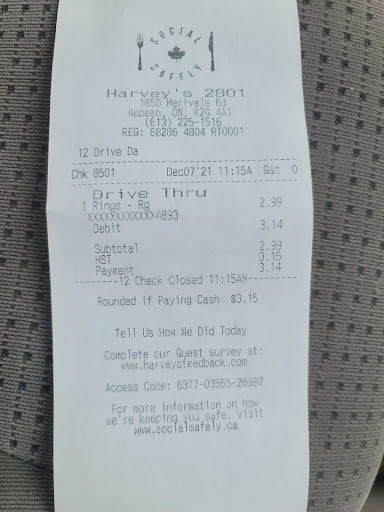 SOCIAL
SAFELY
Harvey's 2801
1650 Merivale Rd
Nepean, ON, K2G 4A1
(613) 225-1516
REG: 88286 4804 RT0001
12 Drive Da
Chk 8501 Dec07'21 11:15A Gst 0
Drive Thru
1 Rings - Rg 2.99
XXXXXXXXXXXX4893
Debit 3.14
Subtotal 2.99
HST 0.15
Payment 3.14
--------12 Check Closed 11:15AM--------
Rounded if Paying Cash $3.15
Tell Us How We Did Today
Complete our Guest survey at:
www.harveysfeedback.com
Access Code: 6377-03555-26697
For more information on how
we're keeping you safe, visit
www.socialsafely.ca